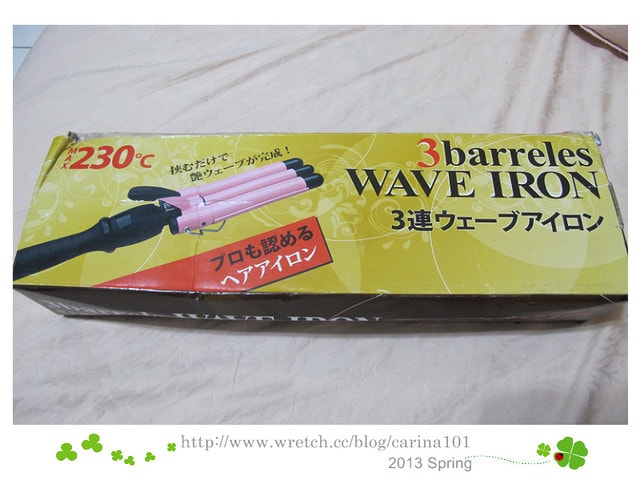 MAX230℃
挟むだけで
艶ウェーブが完成！
3barreles
WAVE IRON
3連ウェーブアイロン
プロも認める
ヘアアイロン
WAVE IRON
http://www.wretch.cc/blog/carina101
2013 Spring